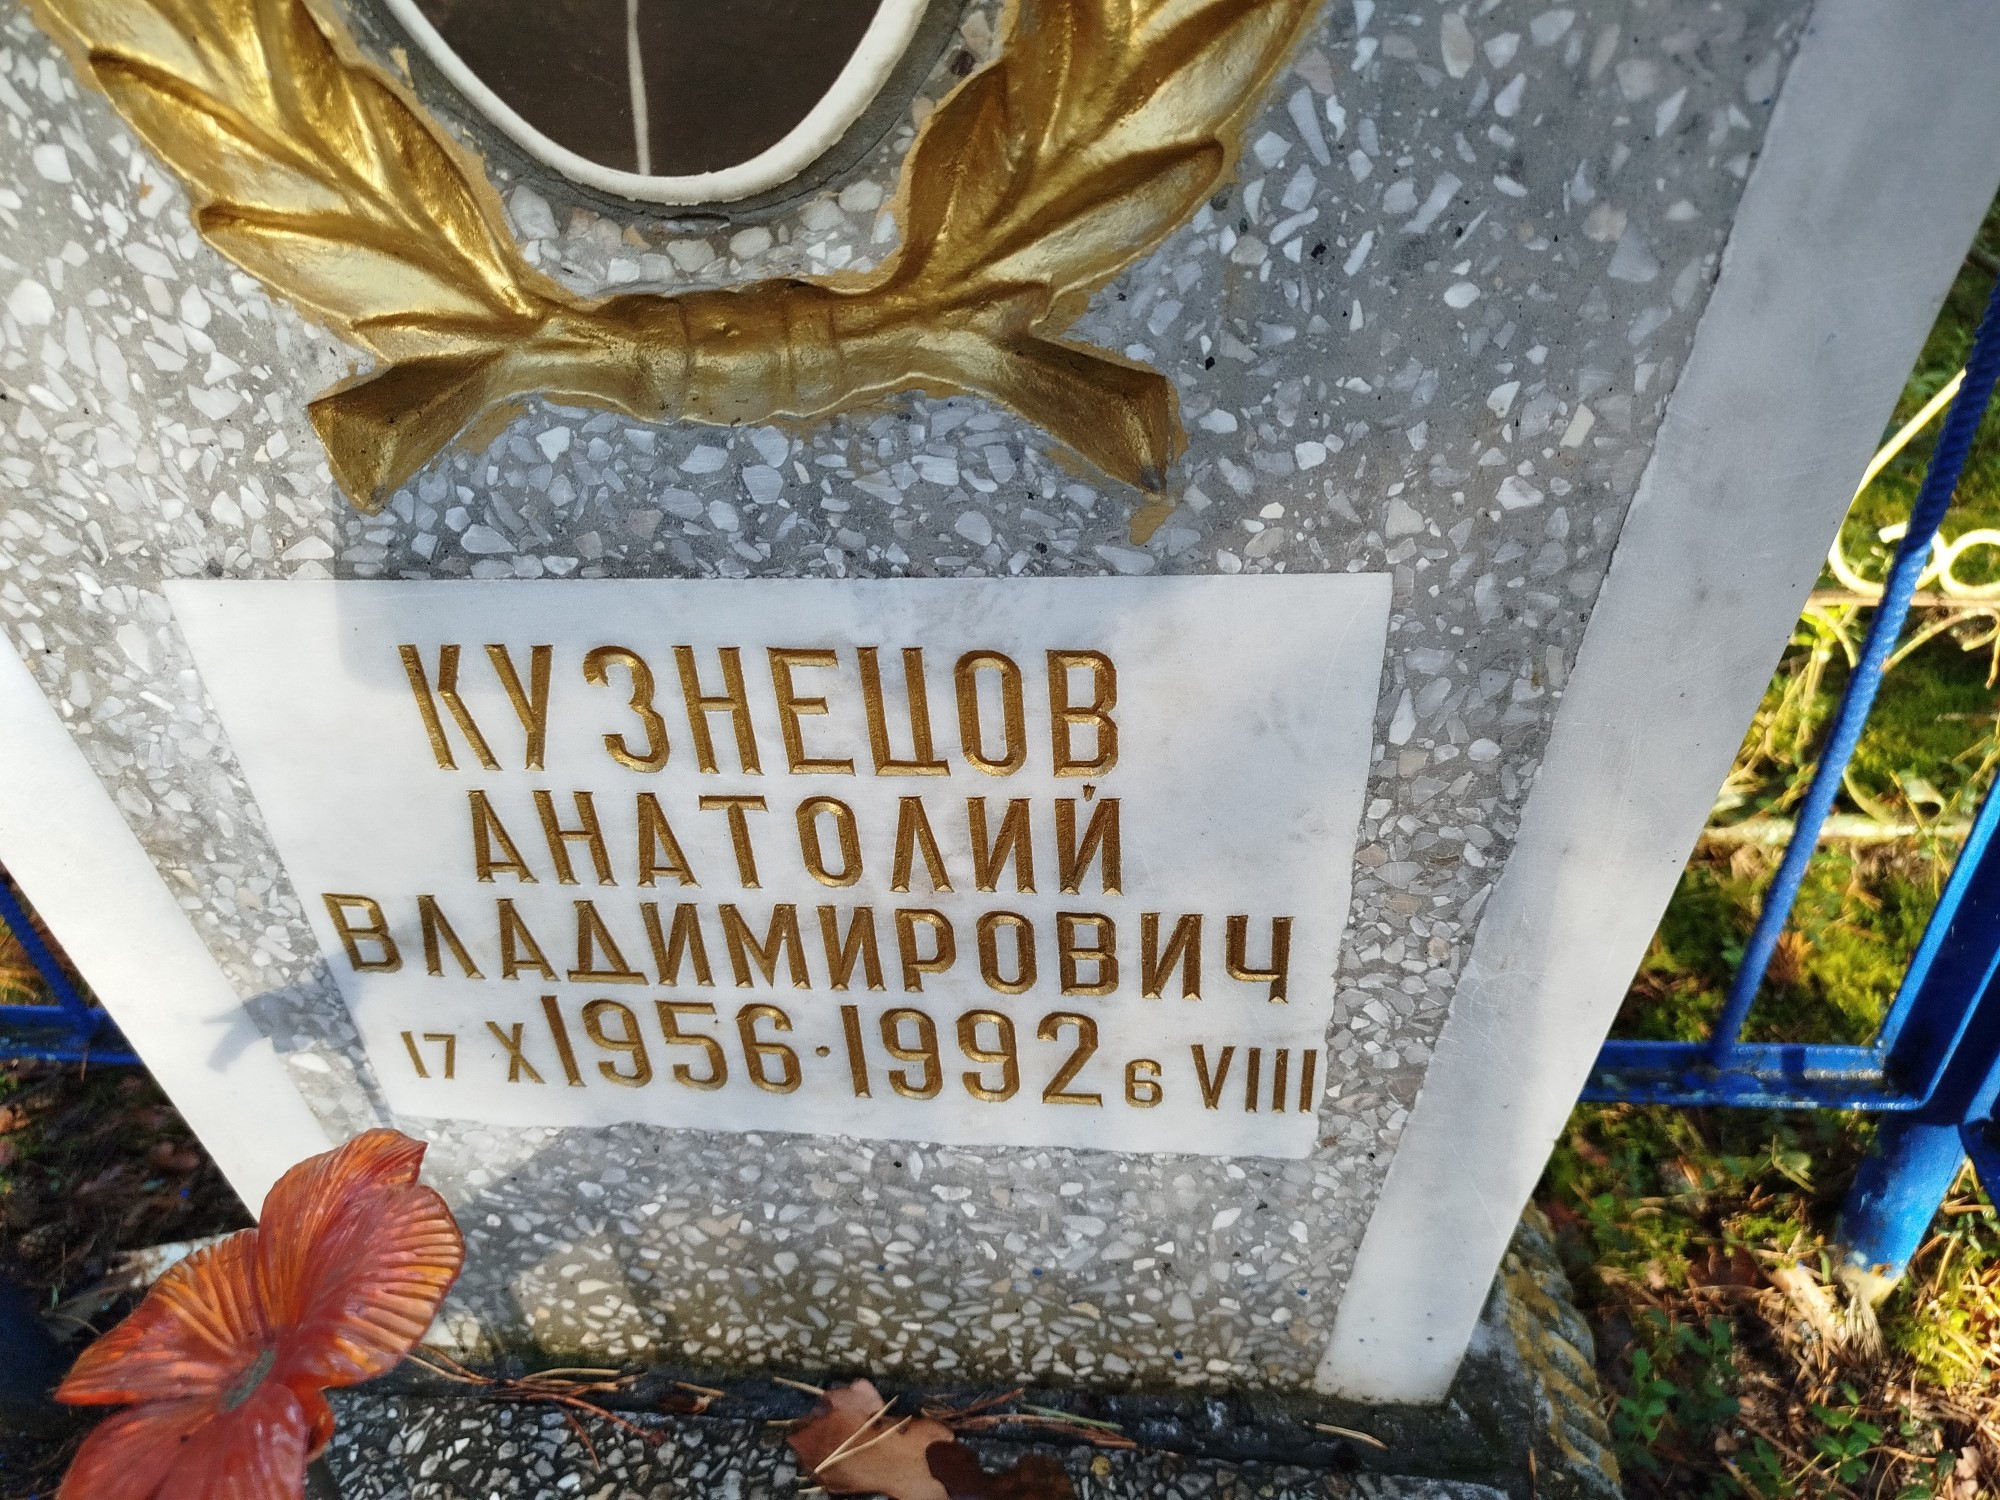 КУЗНЕЦОВ
АНАТОЛИЙ
ВЛАДИМИРОВИЧ
17 X 1956·1992 6 VIII